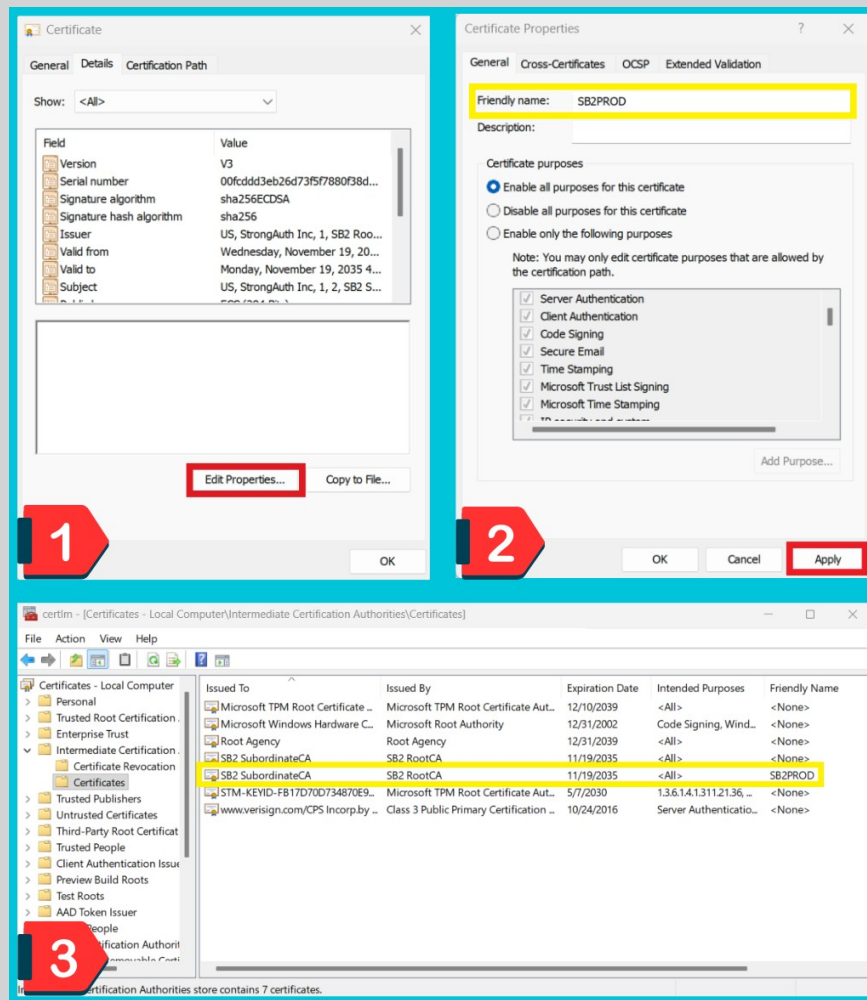 Certificate
General Details Certification Path
Show: <All>
Field Value
Version V3
Serial number 00fcddd3eb26d73f5f7880f38d...
Signature algorithm sha256ECDSA
Signature hash algorithm sha256
Issuer US, StrongAuth Inc, 1, SB2 Roo...
Valid from Wednesday, November 19, 20...
Valid to Monday, November 19, 2035 4...
Subject US, StrongAuth Inc, 1, 2, SB2 S...
Edit Properties... Copy to File...
1
OK
Certificate Properties ?
General Cross-Certificates OCSP Extended Validation
Friendly name: SB2PROD
Description:
Certificate purposes
Enable all purposes for this certificate
Disable all purposes for this certificate
Enable only the following purposes
Note: You may only edit certificate purposes that are allowed by
the certification path.
Server Authentication
Client Authentication
Code Signing
Secure Email
Time Stamping
Microsoft Trust List Signing
Microsoft Time Stamping
Add Purpose...
2
OK Cancel Apply
certlm - [Certificates - Local Computer\Intermediate Certification Authorities\Certificates]
File Action View Help
Certificates - Local Computer
Personal
Trusted Root Certification
Enterprise Trust
Intermediate Certification
Certificate Revocation
Certificates
Trusted Publishers
Untrusted Certificates
Third-Party Root Certificat
Trusted People
Client Authentication Issue
Preview Build Roots
Test Roots
AAD Token Issuer
People
tification Authorit
Issued To Issued By Expiration Date Intended Purposes Friendly Name
Microsoft TPM Root Certificate ... Microsoft TPM Root Certificate Aut... 12/10/2039 <All> <None>
Microsoft Windows Hardware C... Microsoft Root Authority 12/31/2002 Code Signing, Wind... <None>
Root Agency Root Agency 12/31/2039 <All> <None>
SB2 SubordinateCA SB2 RootCA 11/19/2035 <All> <None>
SB2 SubordinateCA SB2 RootCA 11/19/2035 <All> SB2PROD
STM-KEYID-FB17D70D734870E9... Microsoft TPM Root Certificate Aut... 5/7/2030 1.3.6.1.4.1.311.21.36, ... <None>
www.verisign.com/CPS Incorp.by ... Class 3 Public Primary Certification ... 10/24/2016 Server Authenticatio... <None>
3
ertification Authorities store contains 7 certificates.